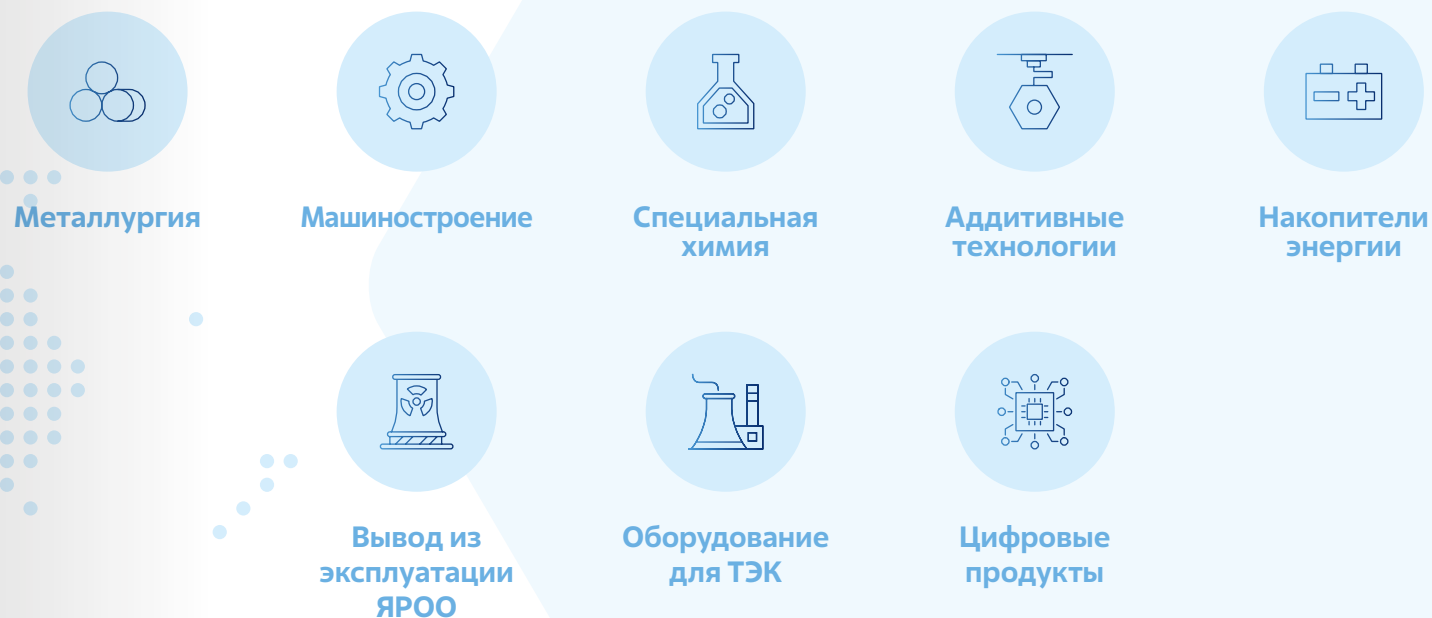 Металлургия
Машиностроение
Специальная
химия
Аддитивные
технологии
Накопители
энергии
Вывод из
эксплуатации
ЯРОО
Оборудование
для ТЭК
Цифровые
продукты